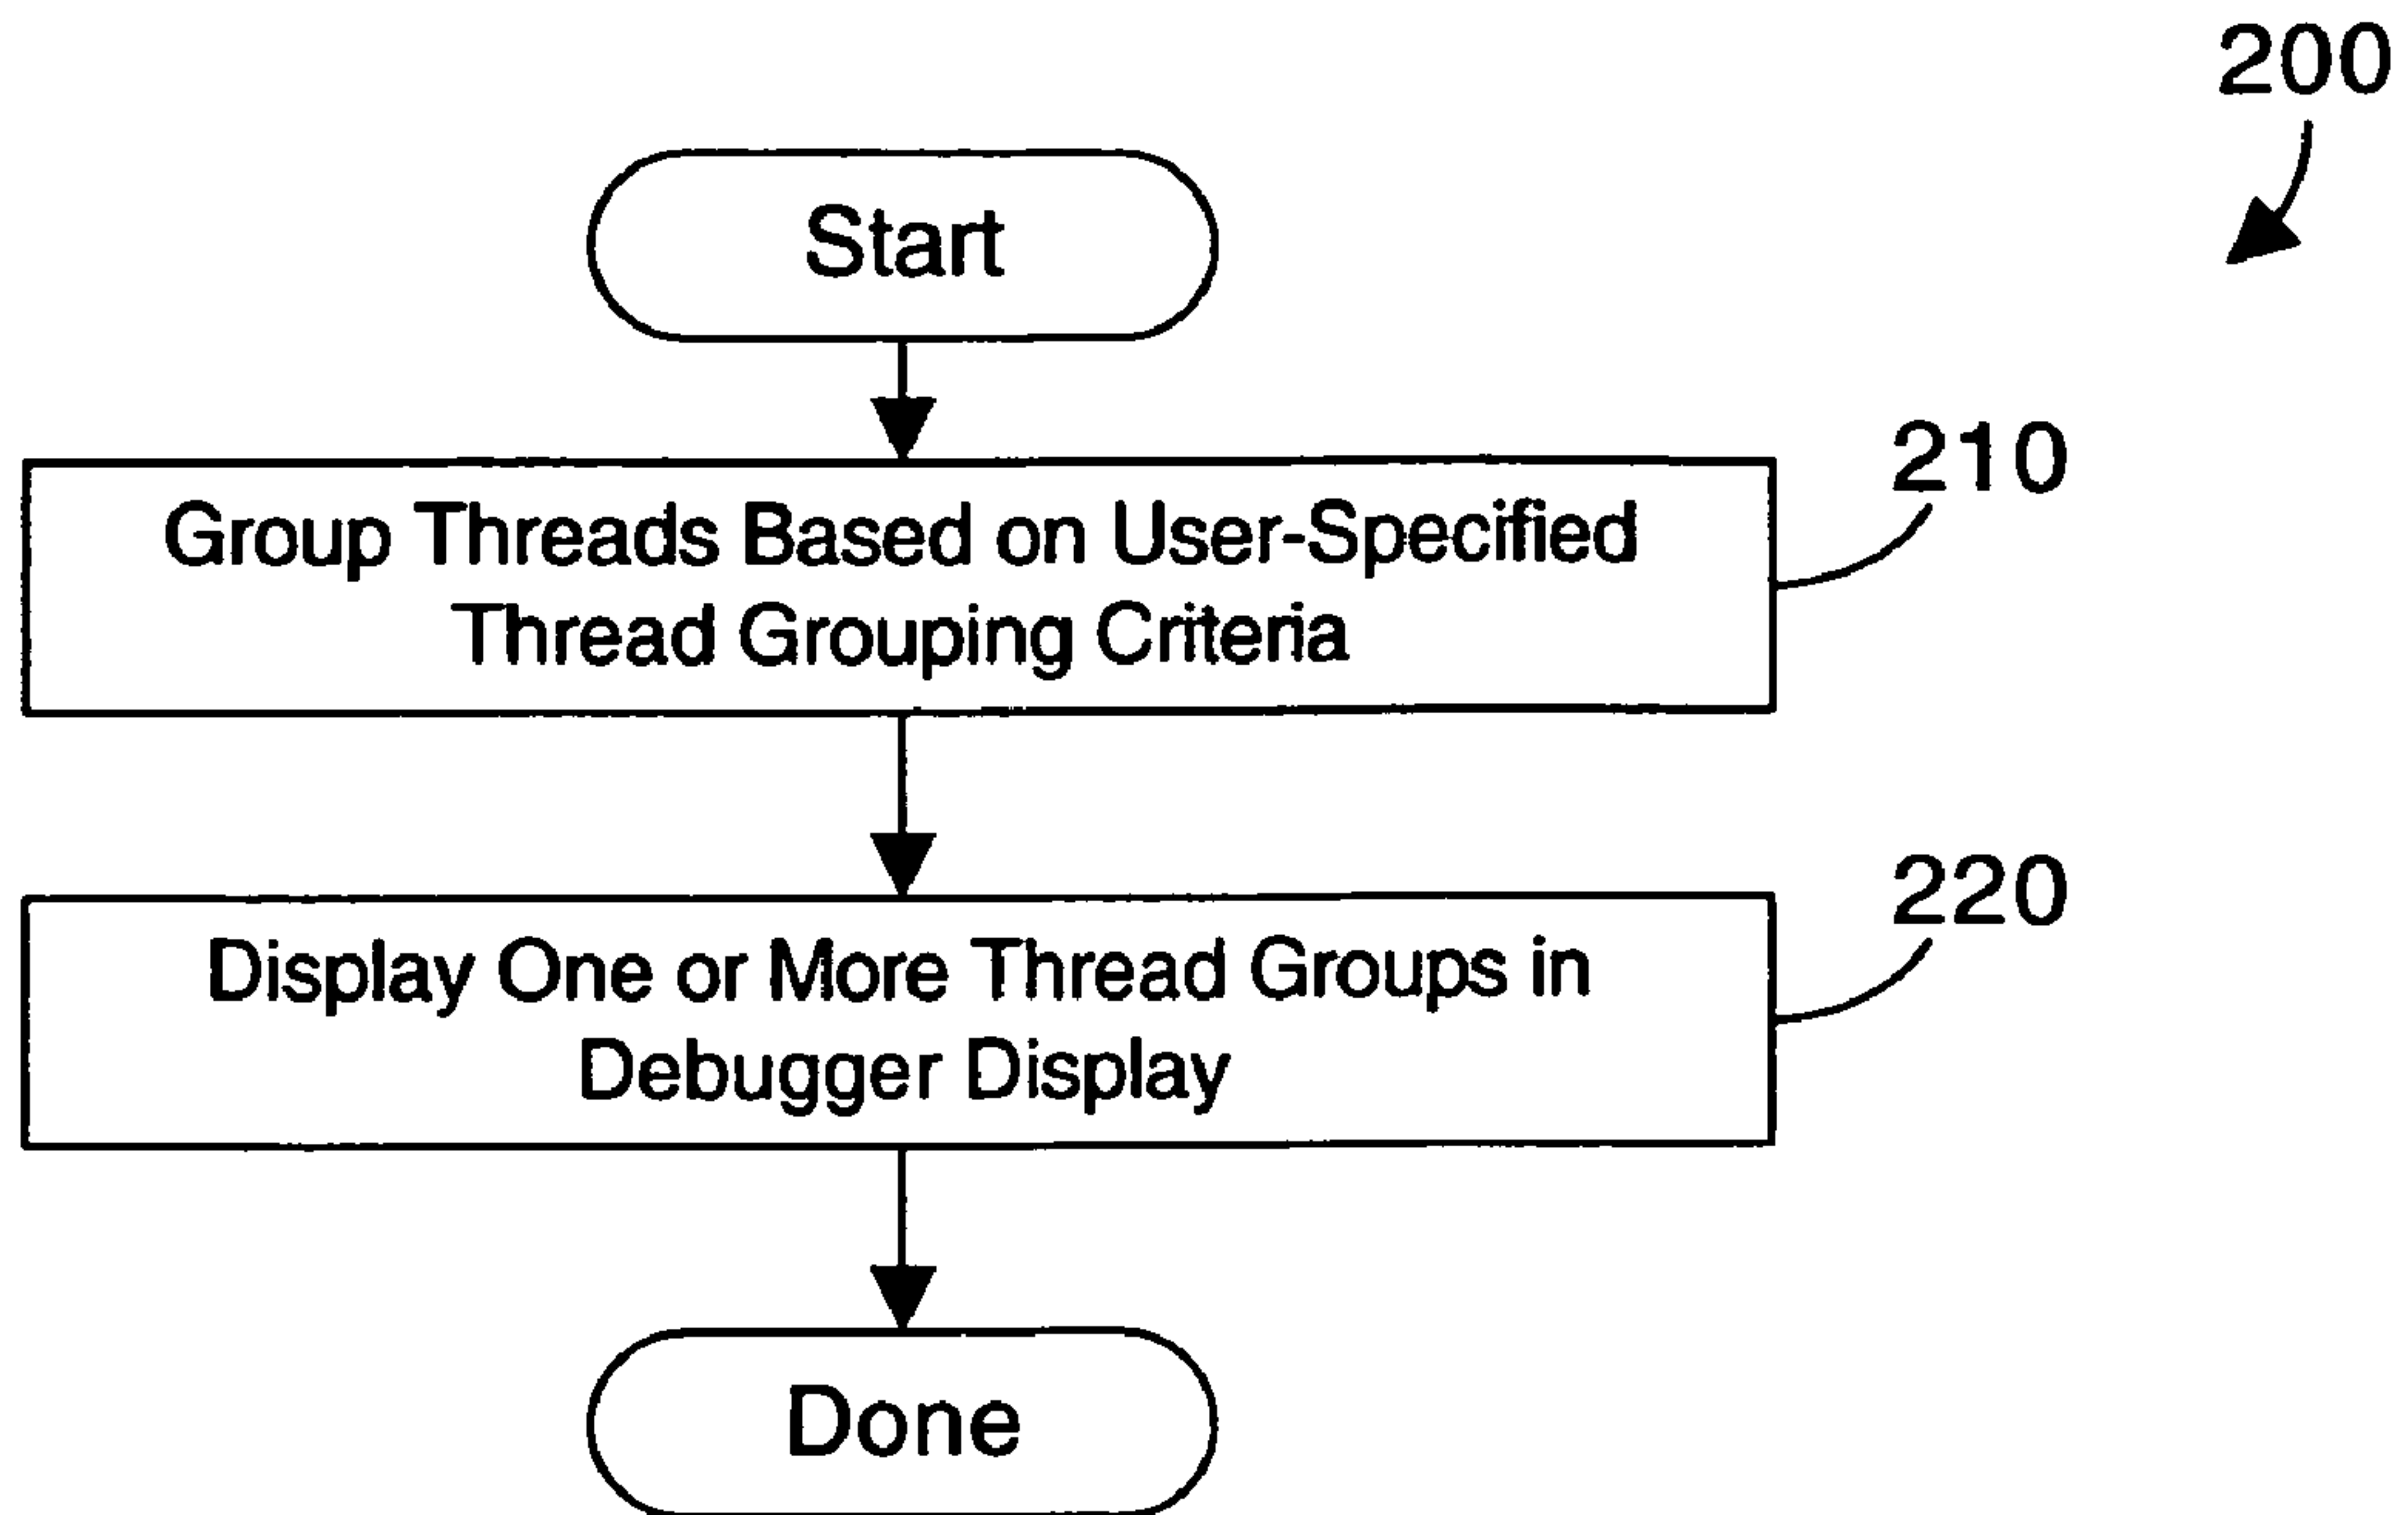 200
Start
210
Group Threads Based on User-Specified
Thread Grouping Criteria
220
Display One or More Thread Groups in
Debugger Display
Done